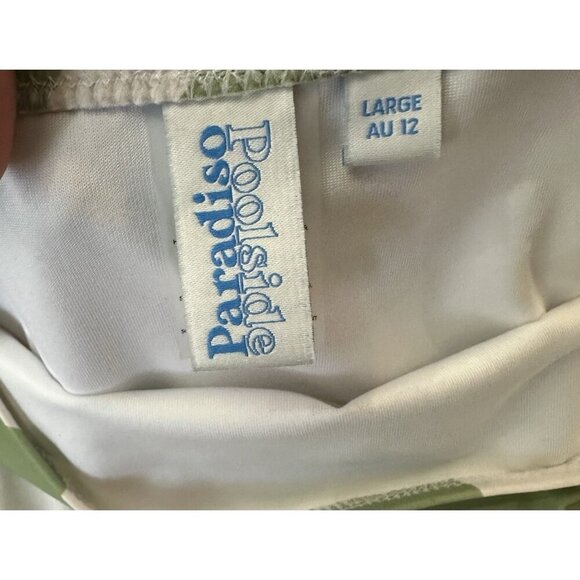 Paradiso
Poolside
LARGE
AU 12